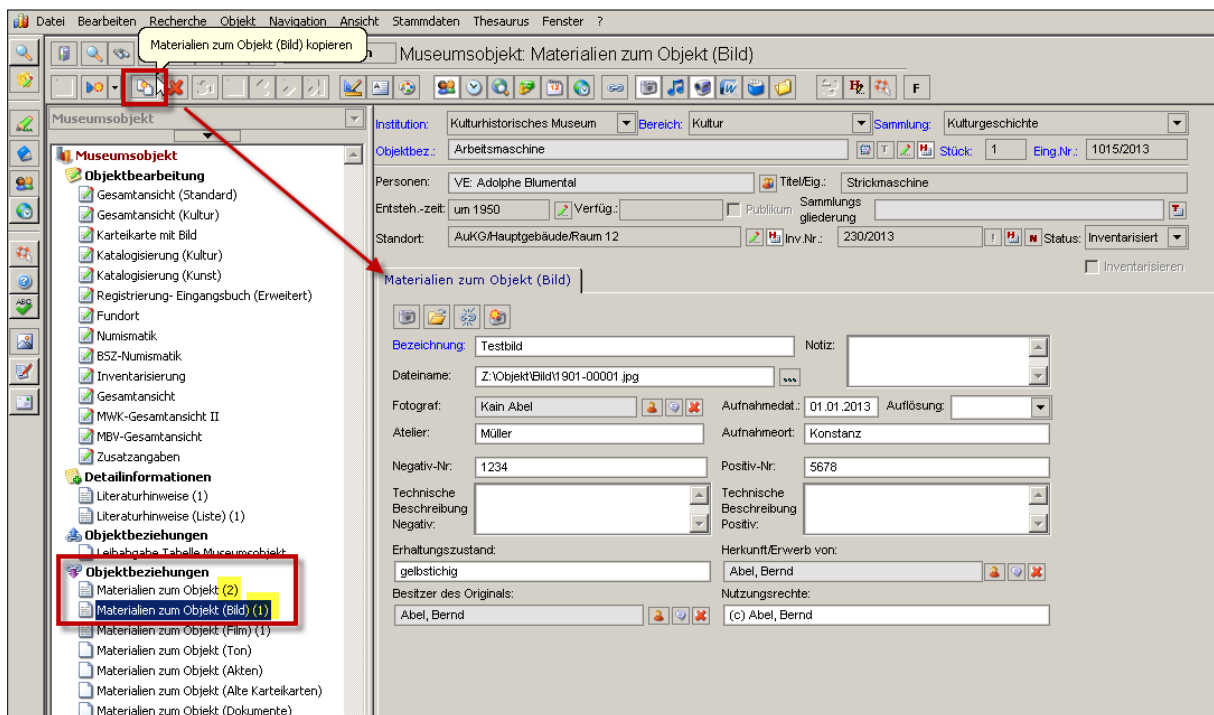 Datei Bearbeiten Recherche Objekt Navigation Ansicht Stammdaten Thesaurus Fenster ?
Materialien zum Objekt (Bild) kopieren
Museumsobjekt: Materialien zum Objekt (Bild)
F
Museumsobjekt
Museumsobjekt
Objektbearbeitung
Gesamtansicht (Standard)
Gesamtansicht (Kultur)
Karteikarte mit Bild
Katalogisierung (Kultur)
Katalogisierung (Kunst)
Registrierung- Eingangsbuch (Erweitert)
Fundort
Numismatik
BSZ-Numismatik
Inventarisierung
Gesamtansicht
MWK-Gesamtansicht II
MBV-Gesamtansicht
Zusatzangaben
Detailinformationen
Literaturhinweise (1)
Literaturhinweise (Liste) (1)
Objektbeziehungen
Leihabgabe Tabelle Museumsobjekt
Objektbeziehungen
Materialien zum Objekt (2)
Materialien zum Objekt (Bild) (1)
Materialien zum Objekt (Film) (1)
Materialien zum Objekt (Ton)
Materialien zum Objekt (Akten)
Materialien zum Objekt (Alte Karteikarten)
Materialien zum Objekt (Dokumente)
Institution: Kulturhistorisches Museum Bereich: Kultur Sammlung: Kulturgeschichte
Objektbez.: Arbeitsmaschine T Stück: 1 Eing.Nr.: 1015/2013
Personen: VE: Adolphe Blumental Titel/Eig.: Strickmaschine
Entsteh.-zeit: um 1950 Verfüg.: Publikum Sammlungs
gliederung
Standort: AuKG/Hauptgebäude/Raum 12 Inv.Nr.: 230/2013 ! N Status: Inventarisiert
Inventarisieren
Materialien zum Objekt (Bild)
Bezeichnung: Testbild Notiz:
Dateiname: Z:\Objekt\Bild\1901-00001.jpg
Fotograf: Kain Abel Aufnahmedat.: 01.01.2013 Auflösung:
Atelier: Müller Aufnahmeort: Konstanz
Negativ-Nr: 1234 Positiv-Nr: 5678
Technische Technische
Beschreibung Beschreibung
Negativ: Positiv:
Erhaltungszustand: Herkunft/Erwerb von:
gelbstichig Abel, Bernd
Besitzer des Originals: Nutzungsrechte:
Abel, Bernd (c) Abel, Bernd